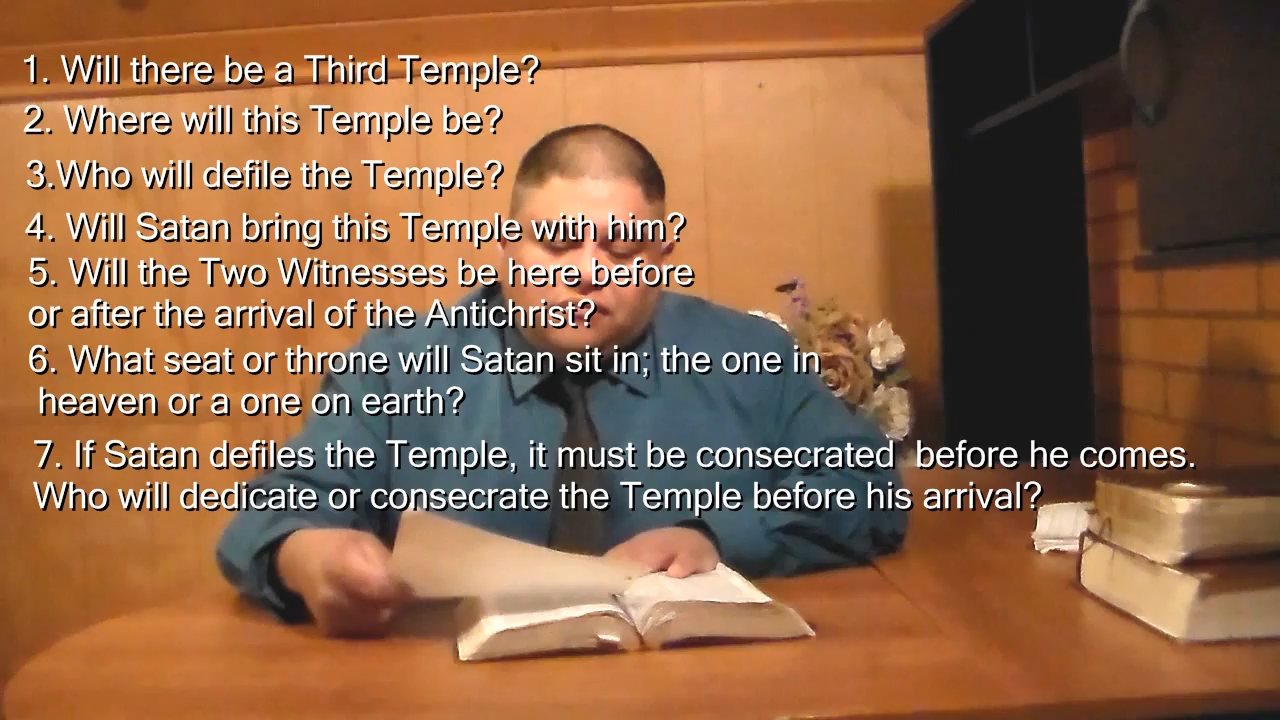 1. Will there be a Third Temple?
2. Where will this Temple be?
3.Who will defile the Temple?
4. Will Satan bring this Temple with him?
5. Will the Two Witnesses be here before
or after the arrival of the Antichrist?
6. What seat or throne will Satan sit in; the one in
heaven or a one on earth?
7. If Satan defiles the Temple, it must be consecrated  before he comes.
Who will dedicate or consecrate the Temple before his arrival?